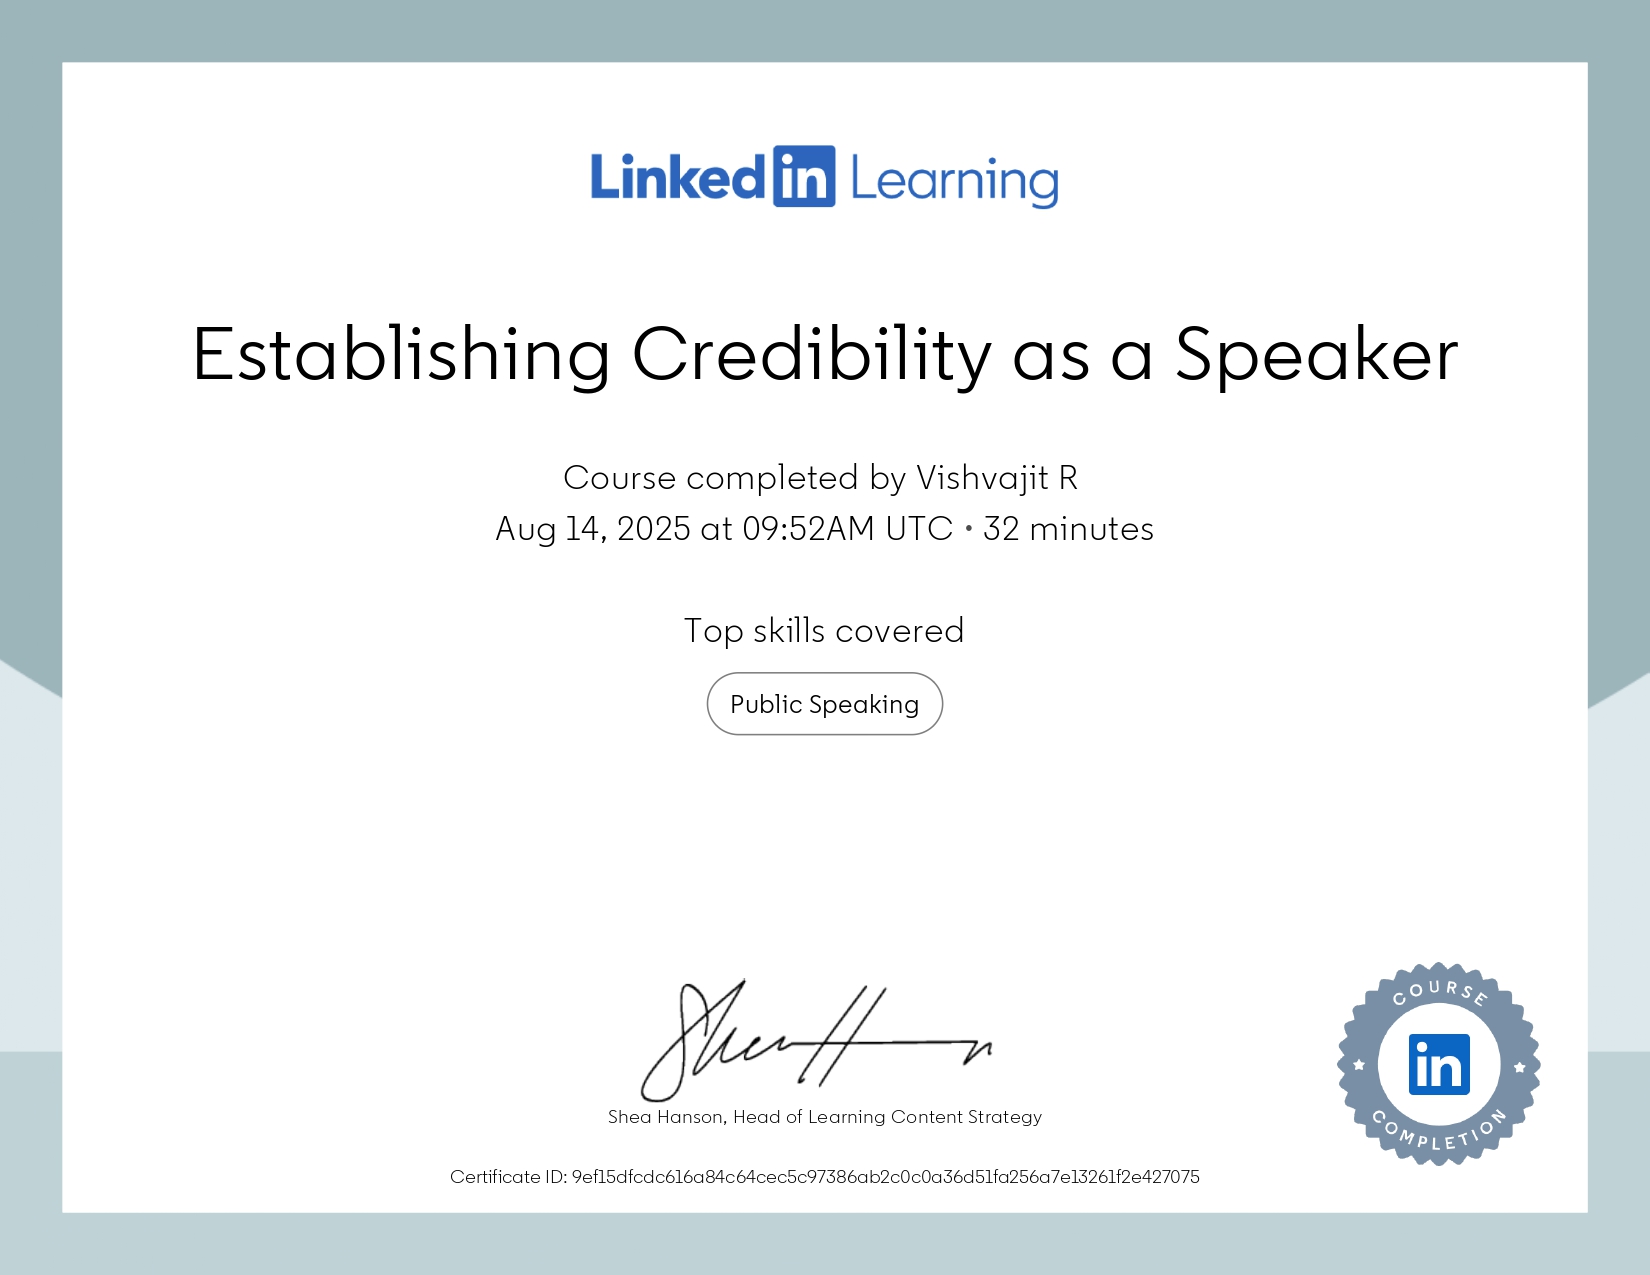 Linked in Learning
Establishing Credibility as a Speaker
Course completed by Vishvajit R
Aug 14, 2025 at 09:52AM UTC • 32 minutes
Top skills covered
Public Speaking
Shea Hanson, Head of Learning Content Strategy
COURSE
in
COMPLETION
Certificate ID: 9ef15dfcdc616a84c64cec5c97386ab2c0c0a36d51fa256a7e13261f2e427075